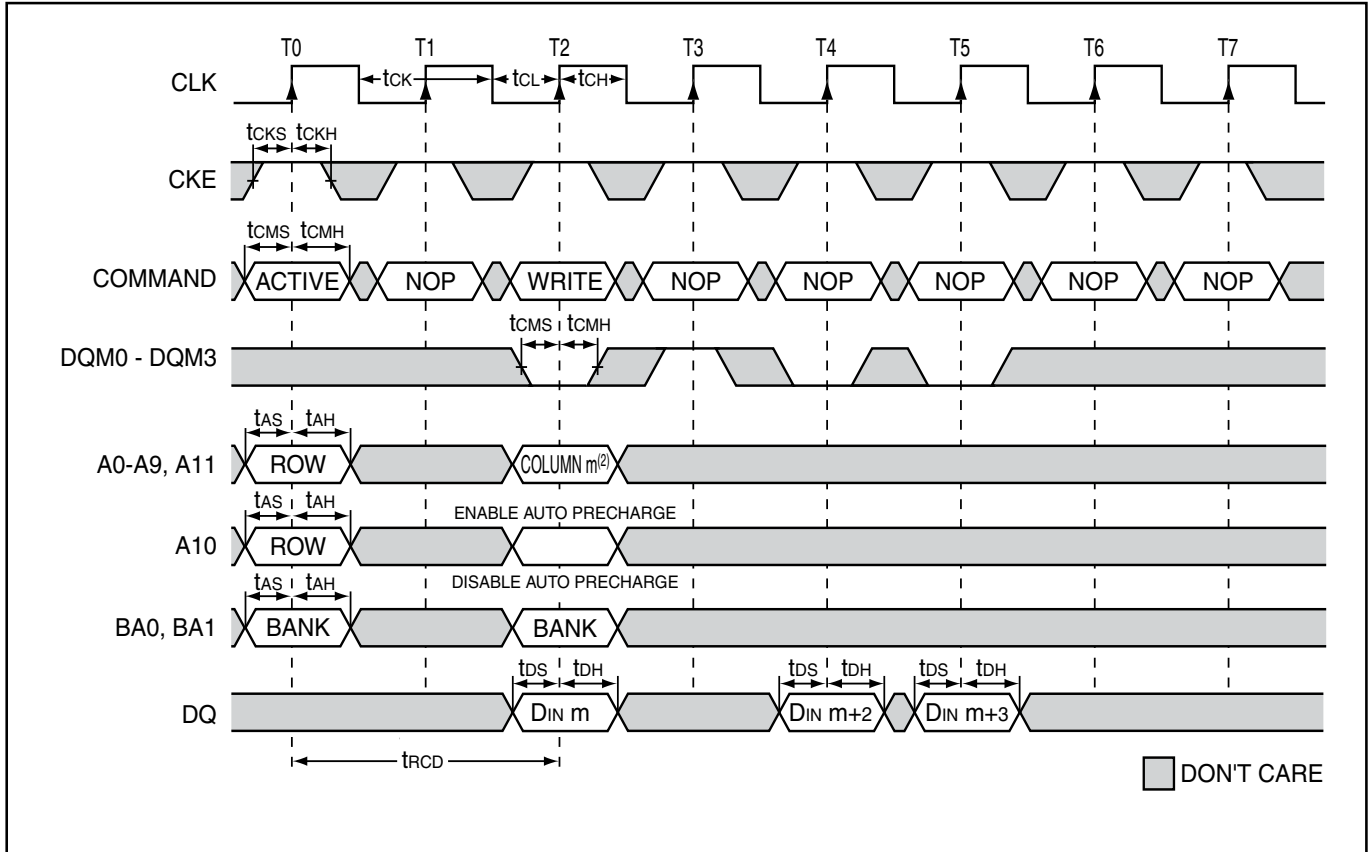 T0 T1 T2 T3 T4 T5 T6 T7
CLK tCK tCL tCH
tCKS tCKH
CKE
tCMS tCMH
COMMAND ACTIVE NOP WRITE NOP NOP NOP NOP NOP
tCMS tCMH
DQM0 - DQM3
tAS tAH
A0-A9, A11 ROW COLUMN m(2)
tAS tAH ENABLE AUTO PRECHARGE
A10 ROW
tAS tAH DISABLE AUTO PRECHARGE
BA0, BA1 BANK BANK
tDS tDH tDS tDH tDS tDH
DQ DIN m DIN m+2 DIN m+3
tRCD
DON'T CARE